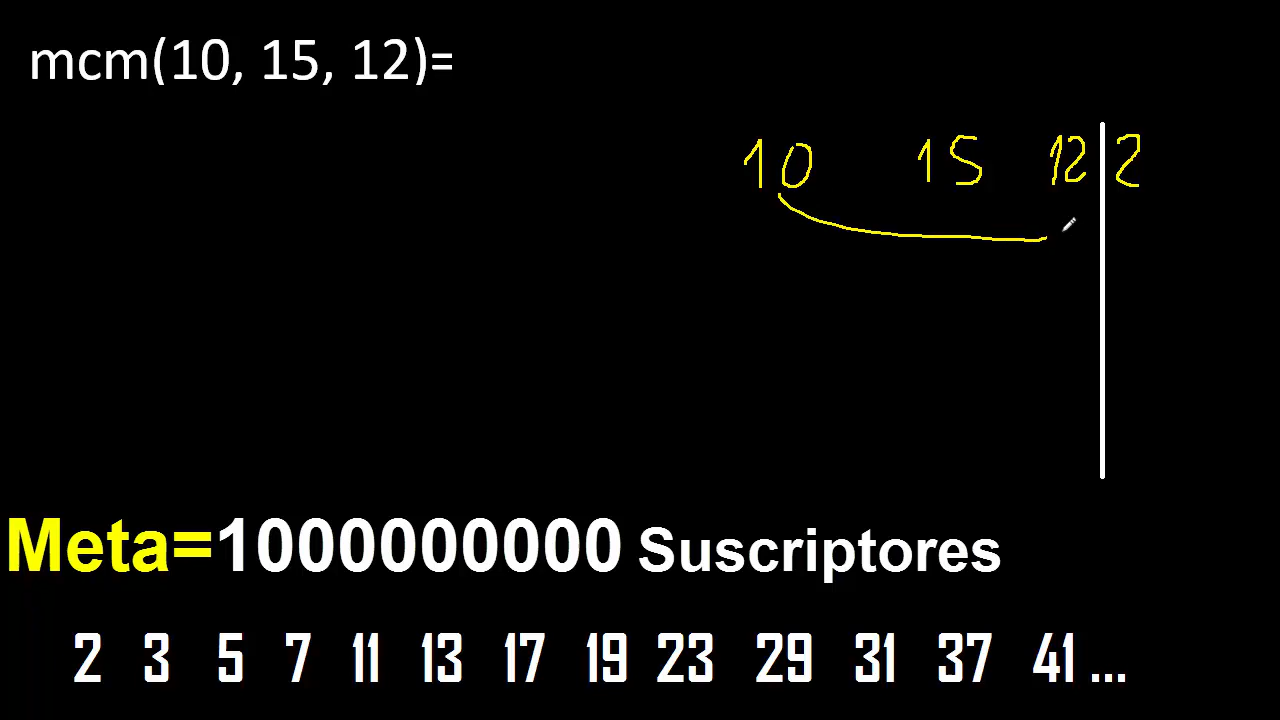 mcm(10, 15, 12)=
10 15 12 2
Meta=1000000000 Suscriptores
2 3 5 7 11 13 17 19 23 29 31 37 41 ...